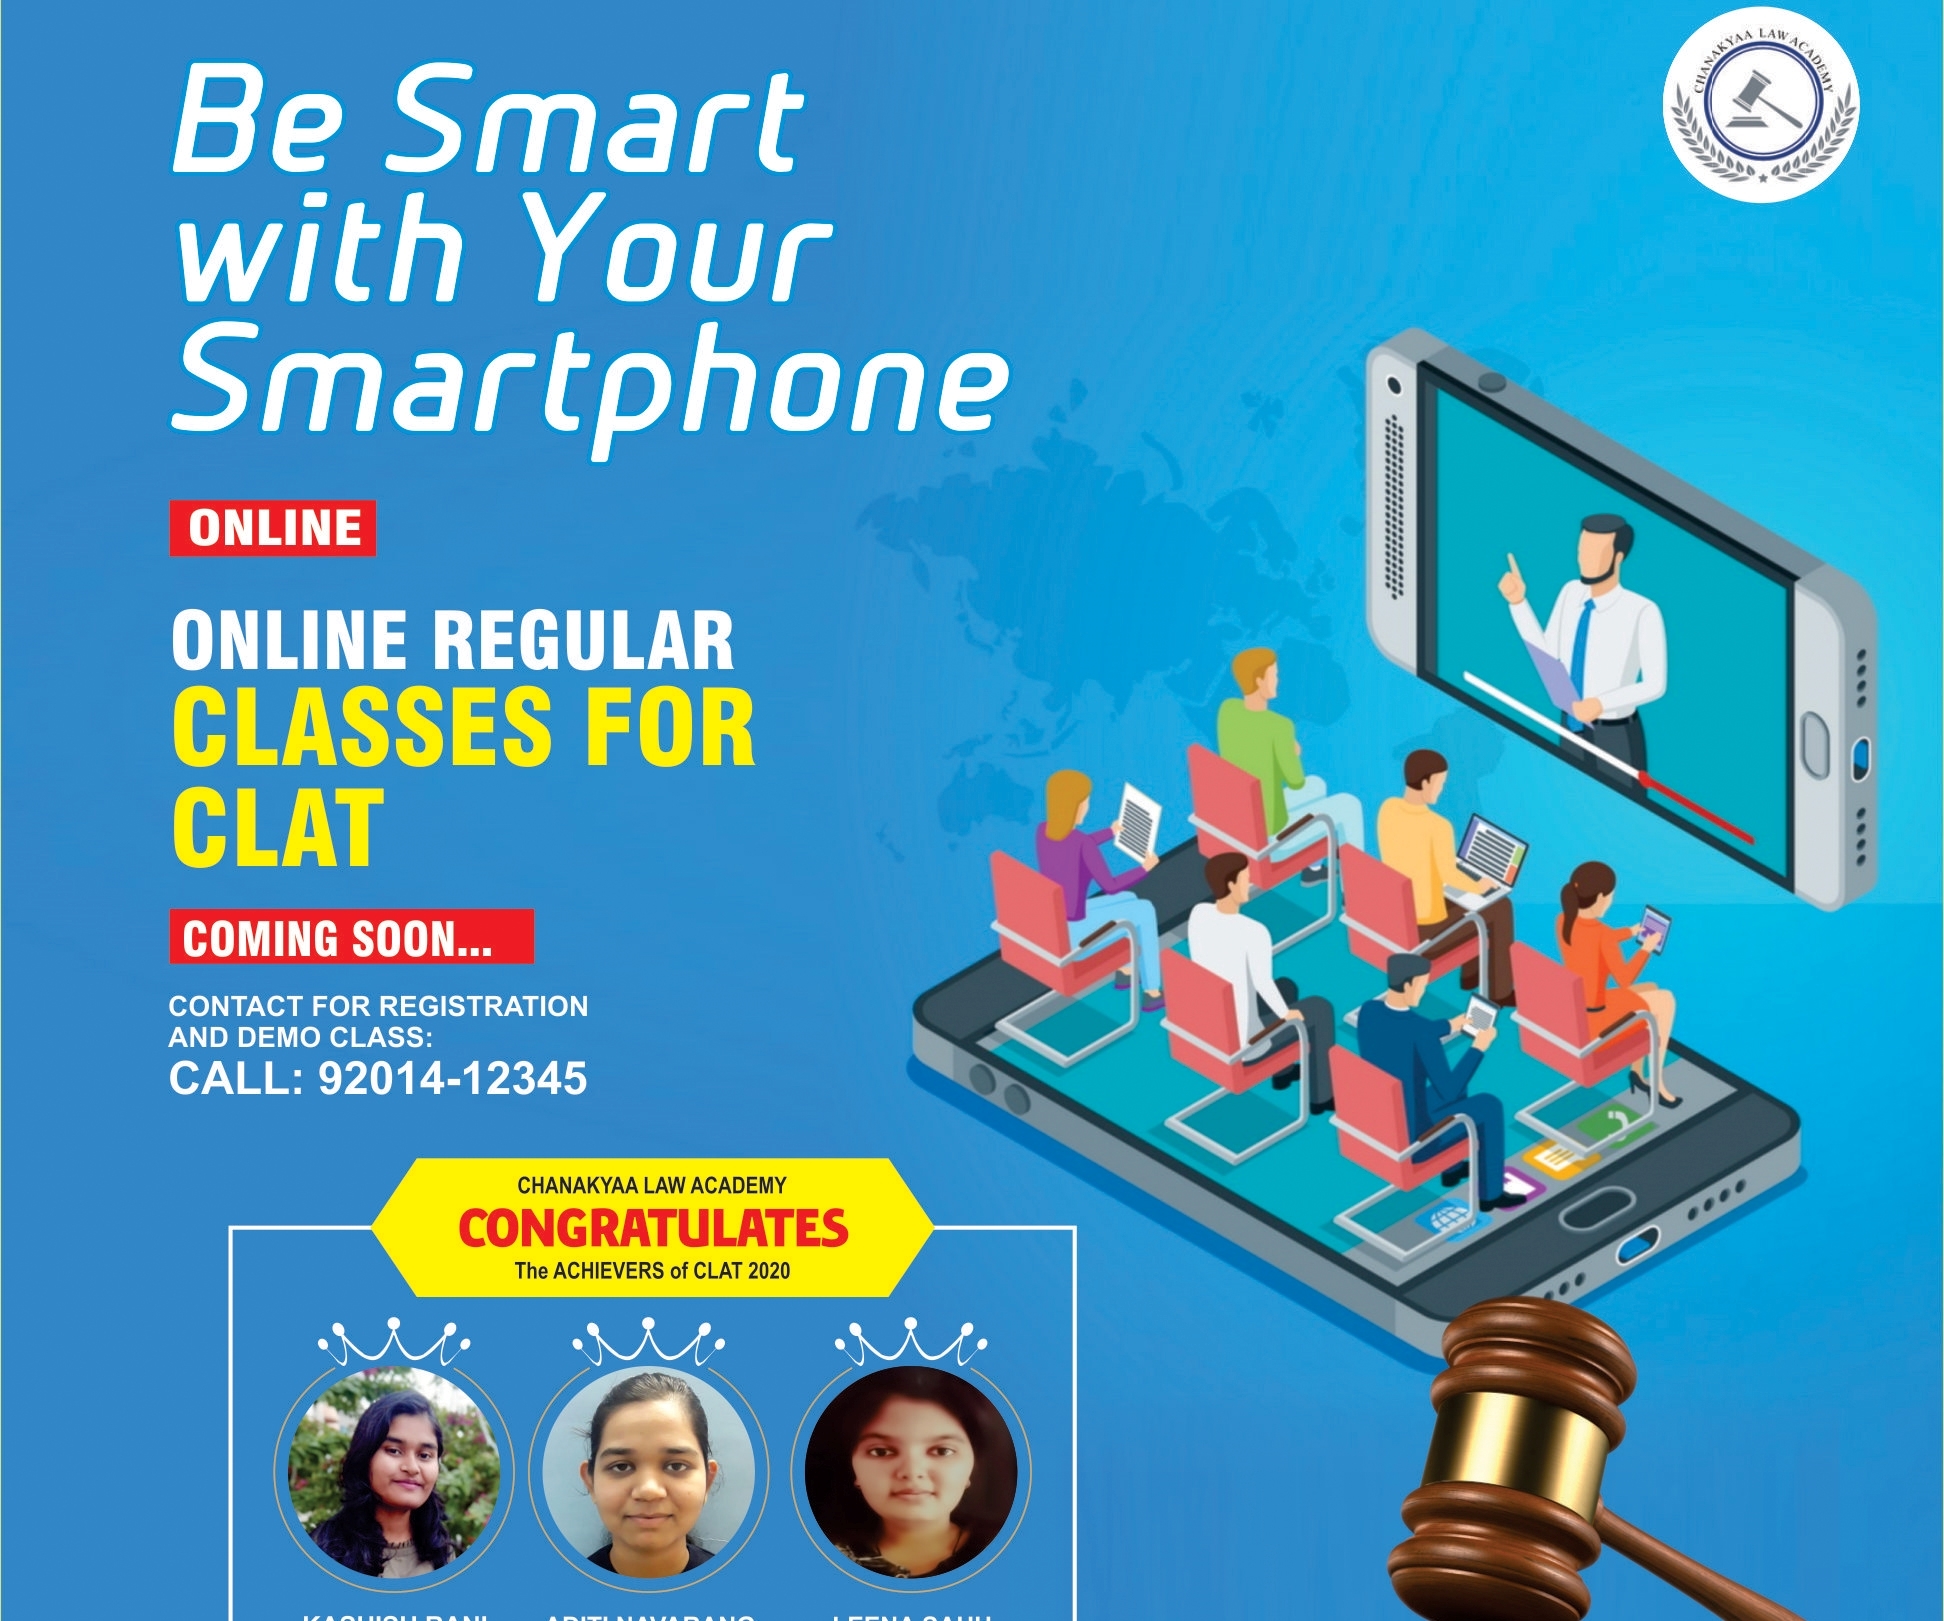 CHANAKYAA LAW ACADEMY
Be Smart
with Your
Smartphone
ONLINE
ONLINE REGULAR
CLASSES FOR
CLAT
COMING SOON...
CONTACT FOR REGISTRATION
AND DEMO CLASS:
CALL: 92014-12345
CHANAKYAA LAW ACADEMY
CONGRATULATES
The ACHIEVERS of CLAT 2020